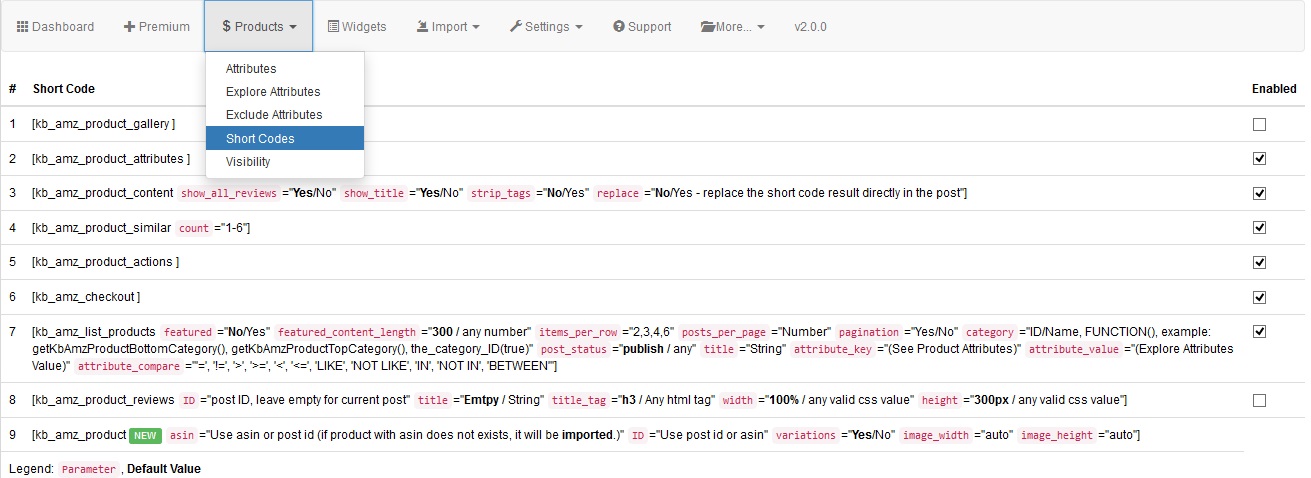 Dashboard Premium $ Products Widgets Import Settings Support More... v2.0.0
Attributes
Explore Attributes
Exclude Attributes
Short Codes
Visibility
# Short Code Enabled
1 [kb_amz_product_gallery ]
2 [kb_amz_product_attributes ]
3 [kb_amz_product_content show_all_reviews ="Yes/No" show_title ="Yes/No" strip_tags ="No/Yes" replace ="No/Yes - replace the short code result directly in the post"]
4 [kb_amz_product_similar count ="1-6"]
5 [kb_amz_product_actions ]
6 [kb_amz_checkout ]
7 [kb_amz_list_products featured ="No/Yes" featured_content_length ="300 / any number" items_per_row ="2,3,4,6" posts_per_page ="Number" pagination ="Yes/No" category ="ID/Name, FUNCTION(), example:
getKbAmzProductBottomCategory(), getKbAmzProductTopCategory(), the_category_ID(true)" post_status ="publish / any" title ="String" attribute_key ="(See Product Attributes)" attribute_value ="(Explore Attributes
Value)" attribute_compare ="'=', '!=', '>', '>=', '<', '<=', 'LIKE', 'NOT LIKE', 'IN', 'NOT IN', 'BETWEEN'"]
8 [kb_amz_product_reviews ID ="post ID, leave empty for current post" title ="Emtpy / String" title_tag ="h3 / Any html tag" width ="100% / any valid css value" height ="300px / any valid css value"]
9 [kb_amz_product NEW asin ="Use asin or post id (if product with asin does not exists, it will be imported.)" ID ="Use post id or asin" variations ="Yes/No" image_width ="auto" image_height ="auto"]
Legend: Parameter , Default Value